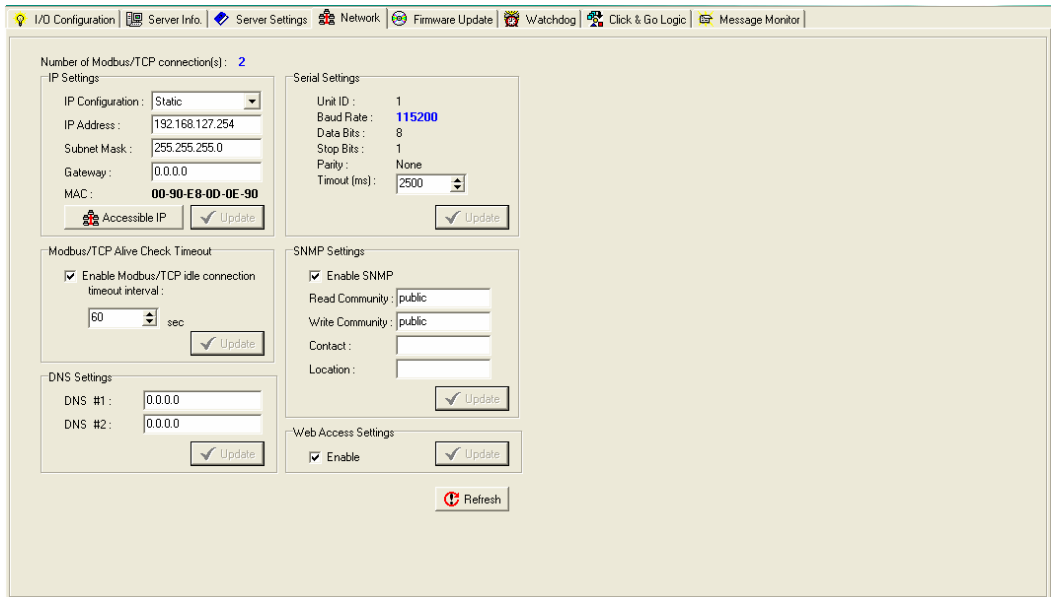 I/O Configuration Server Info. Server Settings Network Firmware Update Watchdog Click & Go Logic Message Monitor
Number of Modbus/TCP connection(s) : 2
IP Settings
IP Configuration : Static
IP Address : 192.168.127.254
Subnet Mask : 255.255.255.0
Gateway : 0.0.0.0
MAC : 00-90-E8-0D-0E-90
Accessible IP Update
Serial Settings
Unit ID : 1
Baud Rate : 115200
Data Bits : 8
Stop Bits : 1
Parity : None
Timout (ms) : 2500
Update
Modbus/TCP Alive Check Timeout
Enable Modbus/TCP idle connection
timeout interval :
60 sec
Update
SNMP Settings
Enable SNMP
Read Community : public
Write Community : public
Contact :
Location :
Update
DNS Settings
DNS #1 : 0.0.0.0
DNS #2 : 0.0.0.0
Update
Web Access Settings
Enable Update
Refresh